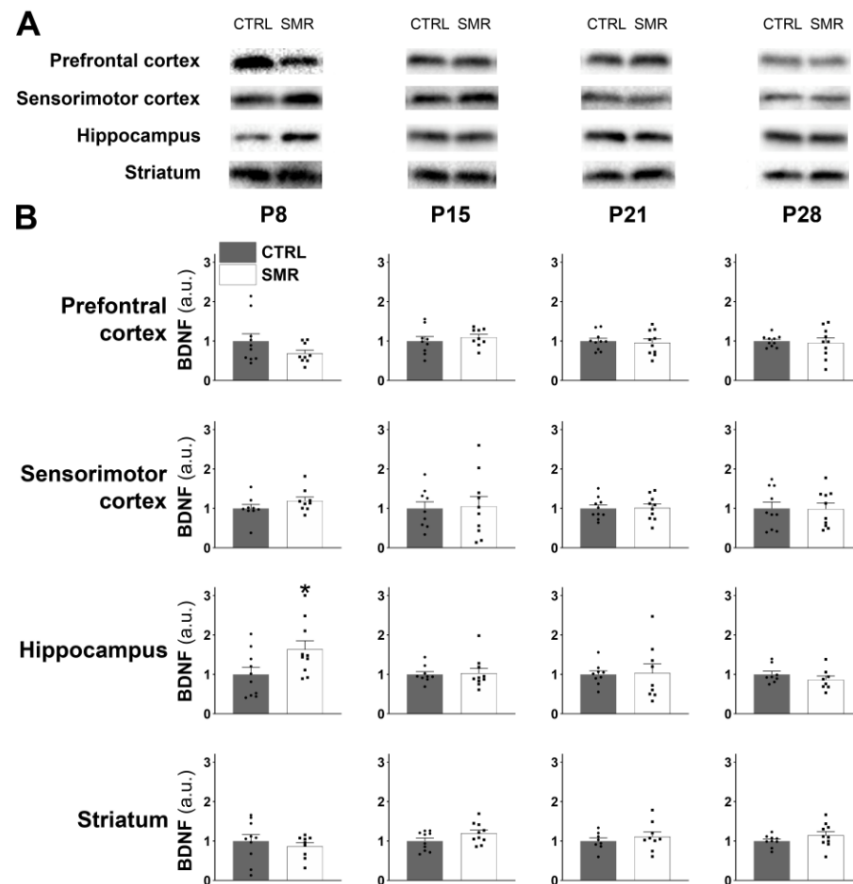 A
CTRL SMR CTRL SMR CTRL SMR CTRL SMR
Prefrontal cortex
Sensorimotor cortex
Hippocampus
Striatum
P8 P15 P21 P28
B
CTRL
SMR
Prefontral
cortex
BDNF (a.u.)
3 3 3 3
2 2 2 2
1 1 1 1
0 0 0 0
Sensorimotor
cortex
BDNF (a.u.)
3 3 3 3
2 2 2 2
1 1 1 1
0 0 0 0
Hippocampus
BDNF (a.u.)
*
3 3 3 3
2 2 2 2
1 1 1 1
0 0 0 0
Striatum
BDNF (a.u.)
3 3 3 3
2 2 2 2
1 1 1 1
0 0 0 0